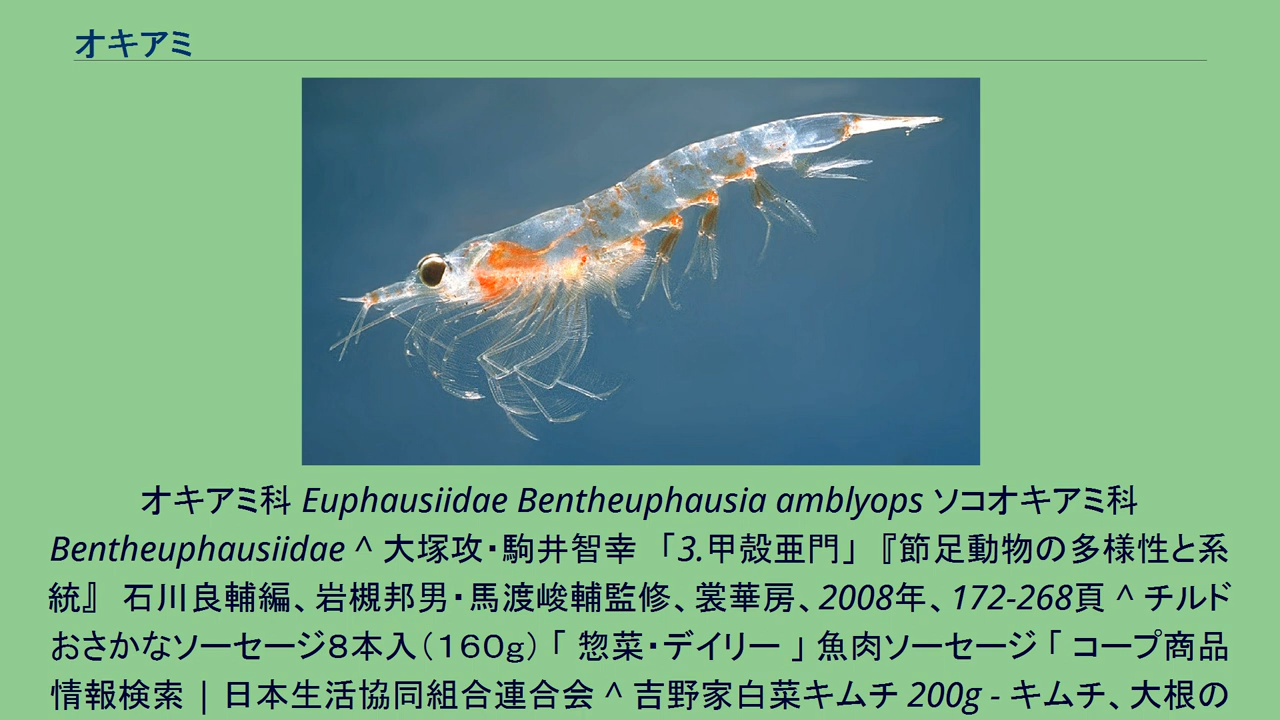 オキアミ
オキアミ科 Euphausiidae Bentheuphausia amblyops ソコオキアミ科
Bentheuphausiidae ^ 大塚攻・駒井智幸 「3.甲殻亜門」『節足動物の多様性と系
統』 石川良輔編、岩槻邦男・馬渡峻輔監修、裳華房、2008年、172-268頁 ^ チルド
おさかなソーセージ８本入（１６０ｇ）「 惣菜・デイリー 」 魚肉ソーセージ「 コープ商品
情報検索 | 日本生活協同組合連合会 ^ 吉野家白菜キムチ 200g - キムチ、大根の